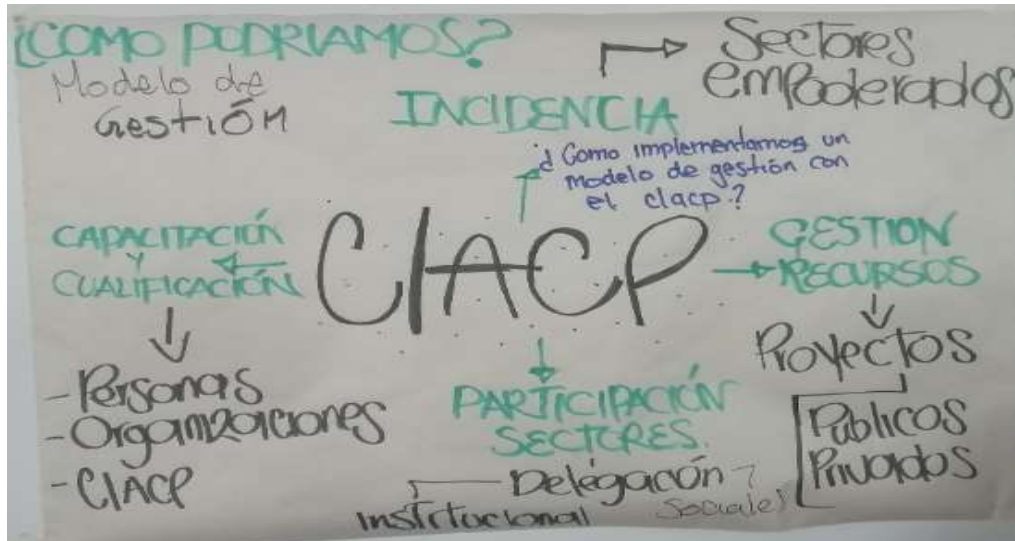 ¿COMO PODRIAMOS?
Modelo de
Gestión
INCIDENCIA
Sectores
empoderados
¿Como implementamos un
modelo de gestión con
el clacp?
CAPACITACIÓN
Y
CUALIFICACIÓN
ClACP
GESTION
RECURSOS
- Personas
- Organizaciones
- ClACP
PARTICIPACIÓN
SECTORES.
Delegación
Institucional
Sociales
Proyectos
Públicos
Privados